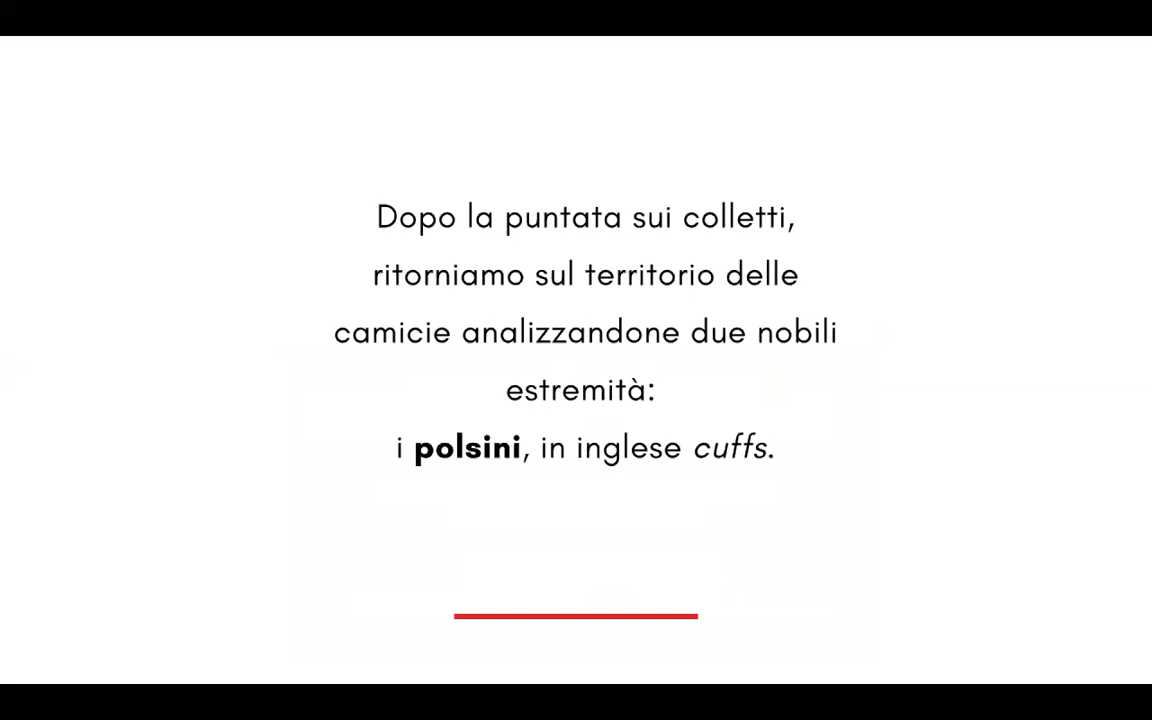 Dopo la puntata sui colletti,
ritorniamo sul territorio delle
camicie analizzandone due nobili
estremità:
i polsini, in inglese cuffs.